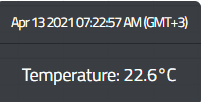 Apr 13 2021 07:22:57 AM (GMT+3)
Temperature: 22.6°C